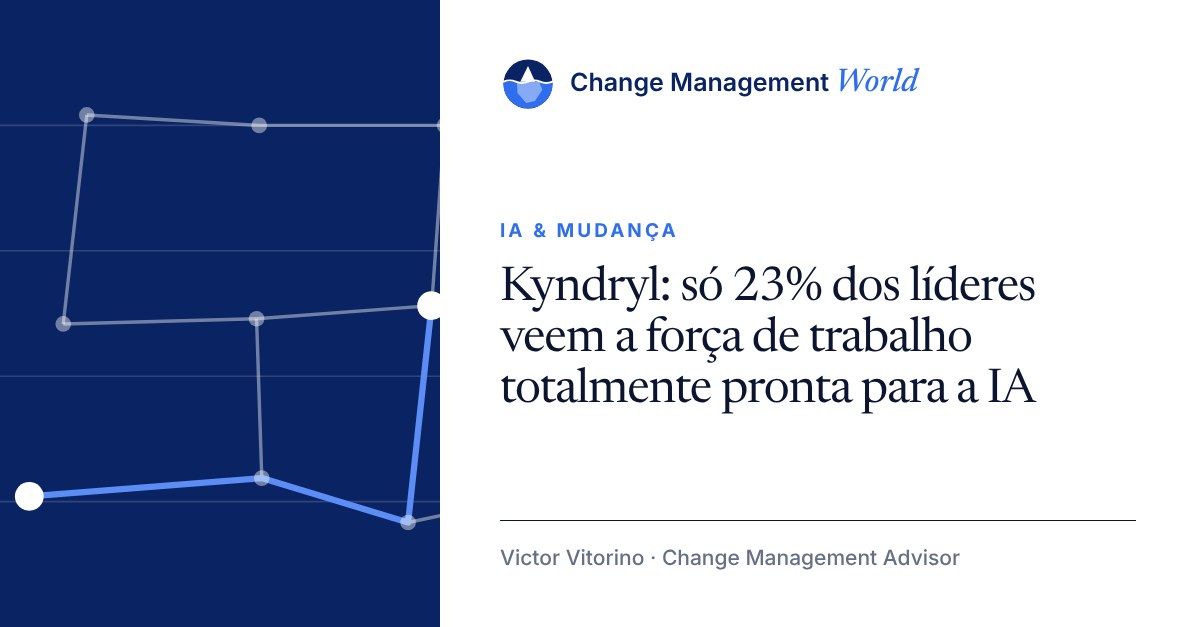 Change Management World
IA & MUDANÇA
Kyndryl: só 23% dos líderes
veem a força de trabalho
totalmente pronta para a IA
Victor Vitorino · Change Management Advisor